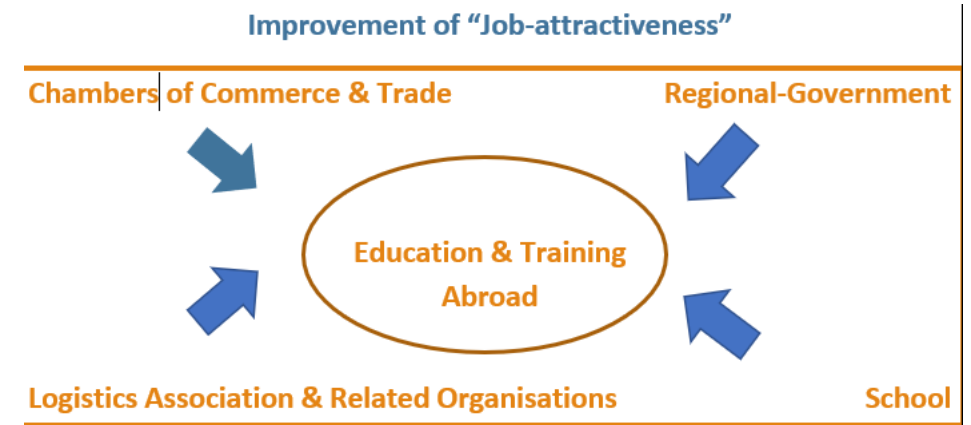 Improvement of “Job-attractiveness”
Chambers of Commerce & Trade
Regional-Government
Education & Training
Abroad
Logistics Association & Related Organisations
School